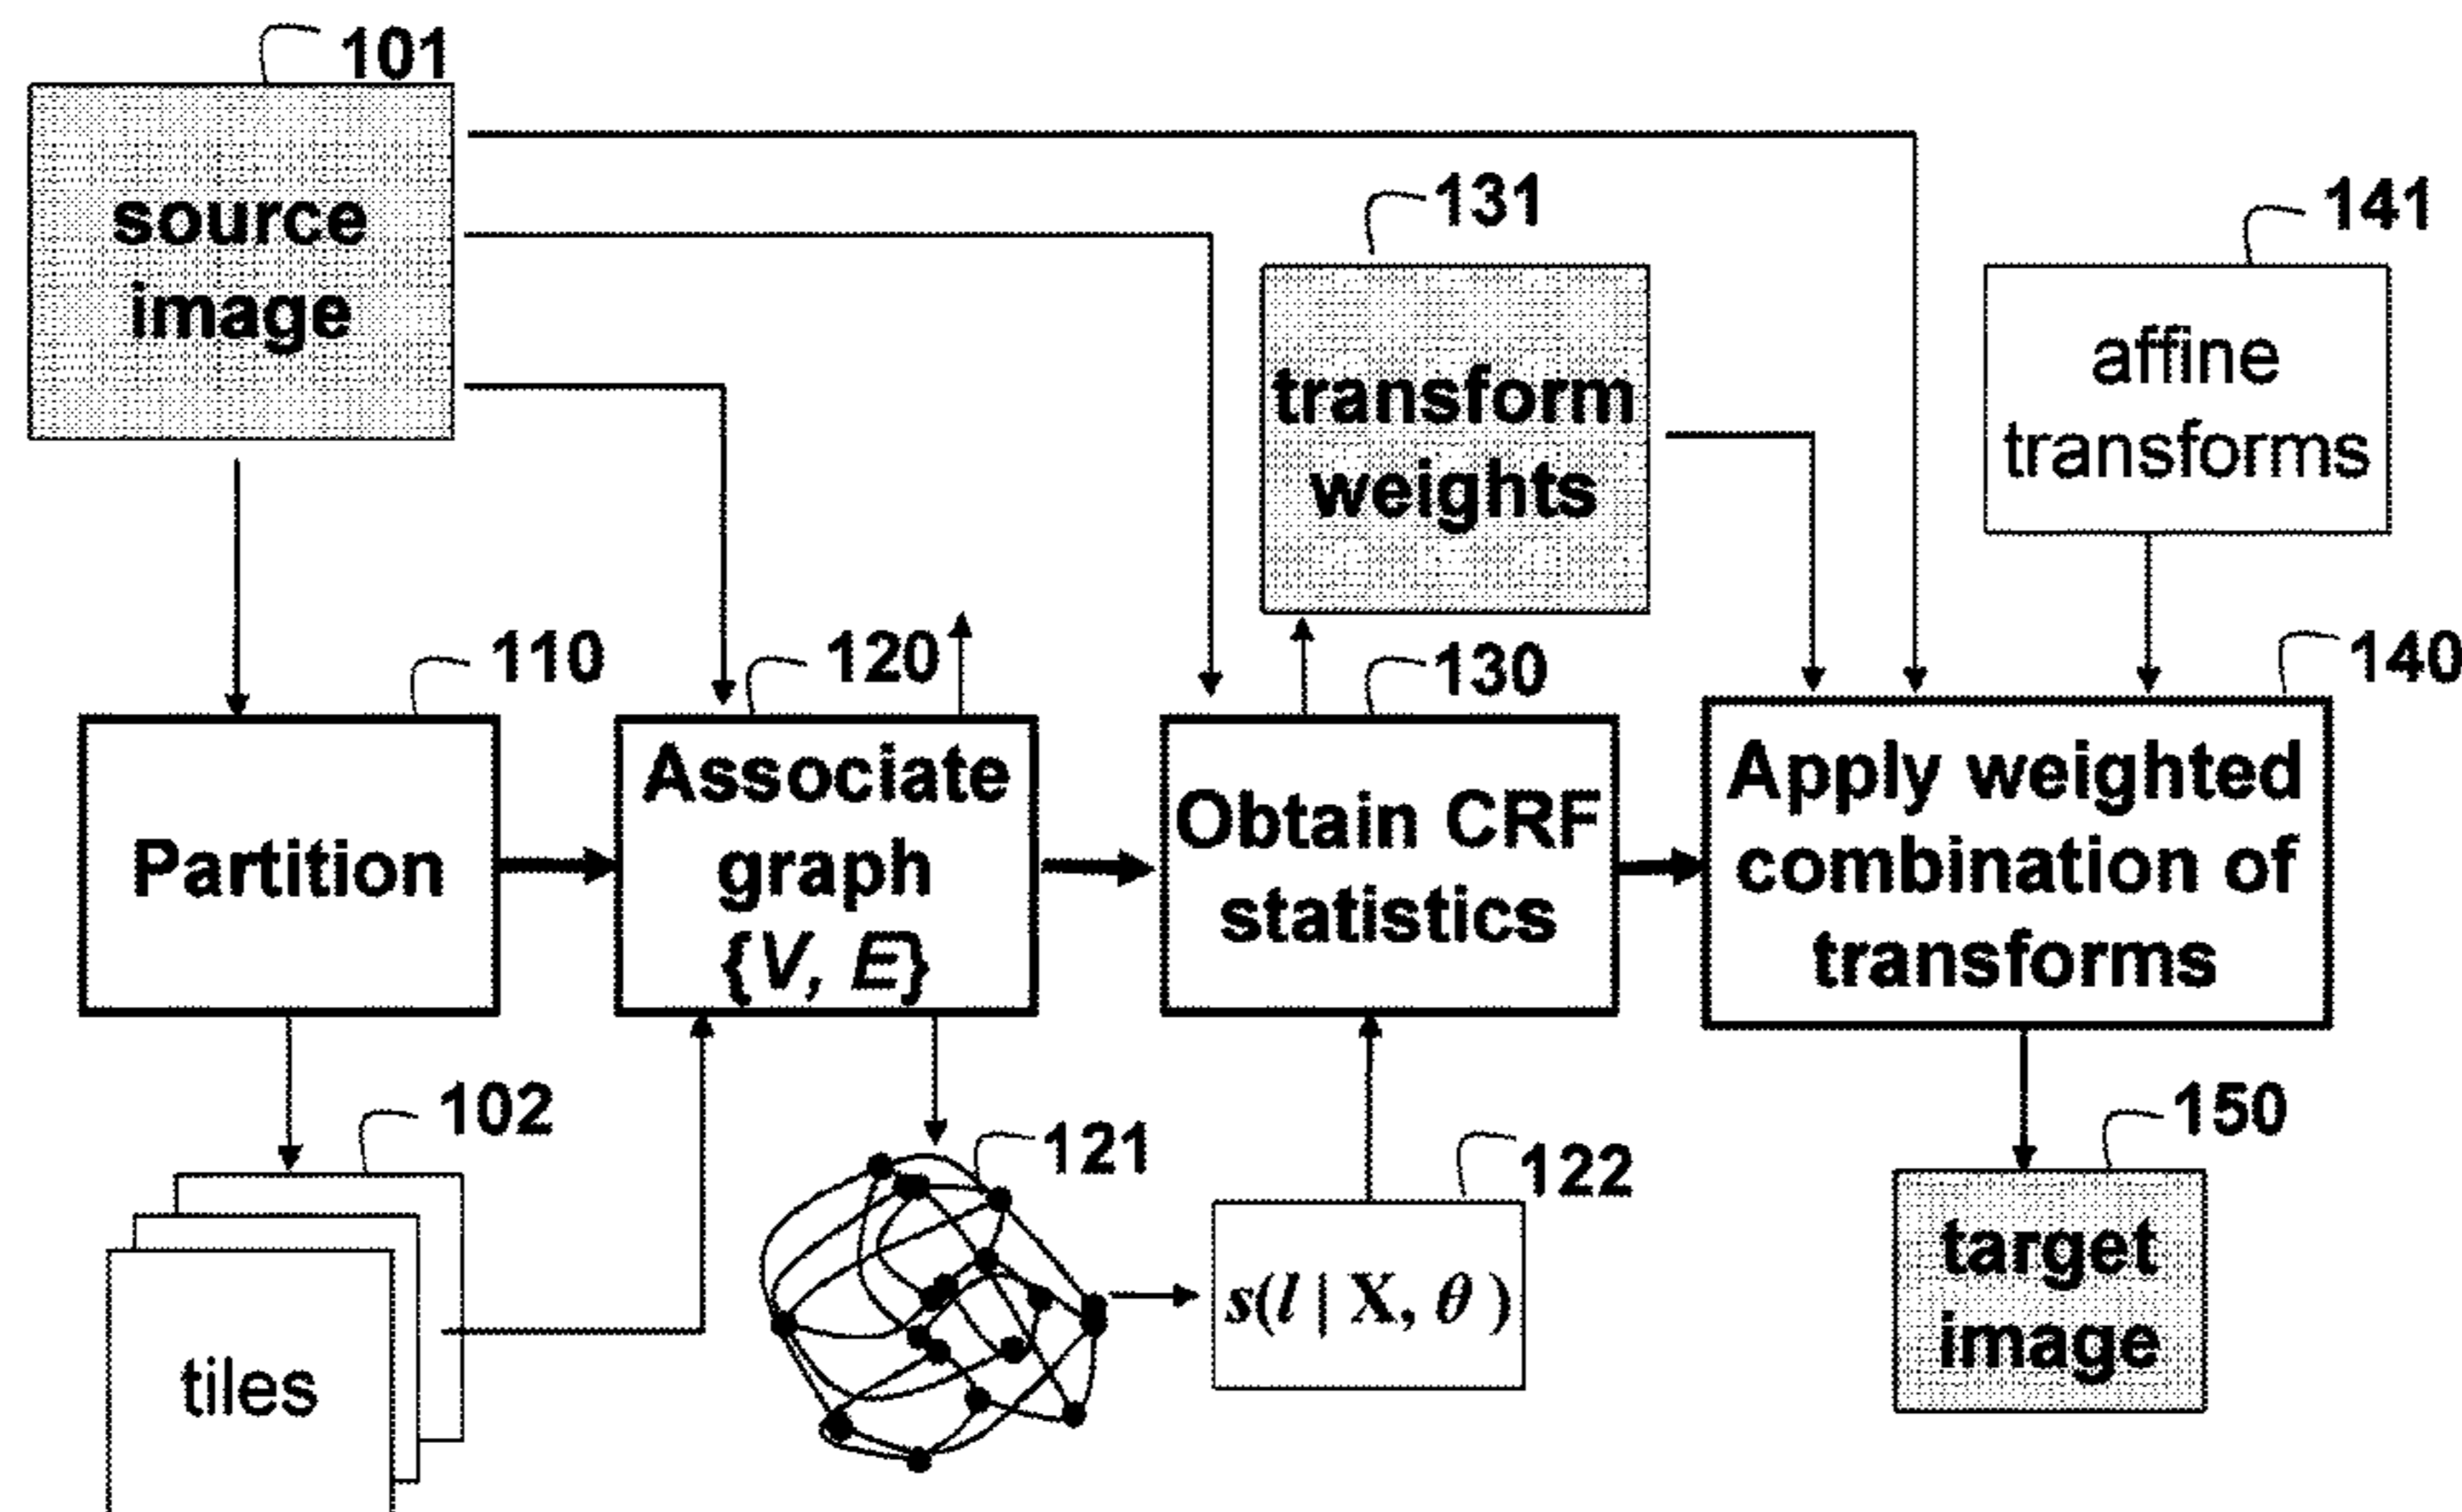 101
source
image
131
transform
weights
141
affine
transforms
110
Partition
120
Associate
graph
{V, E}
130
Obtain CRF
statistics
140
Apply weighted
combination of
transforms
102
tiles
121
122
s(l | X, θ )
150
target
image